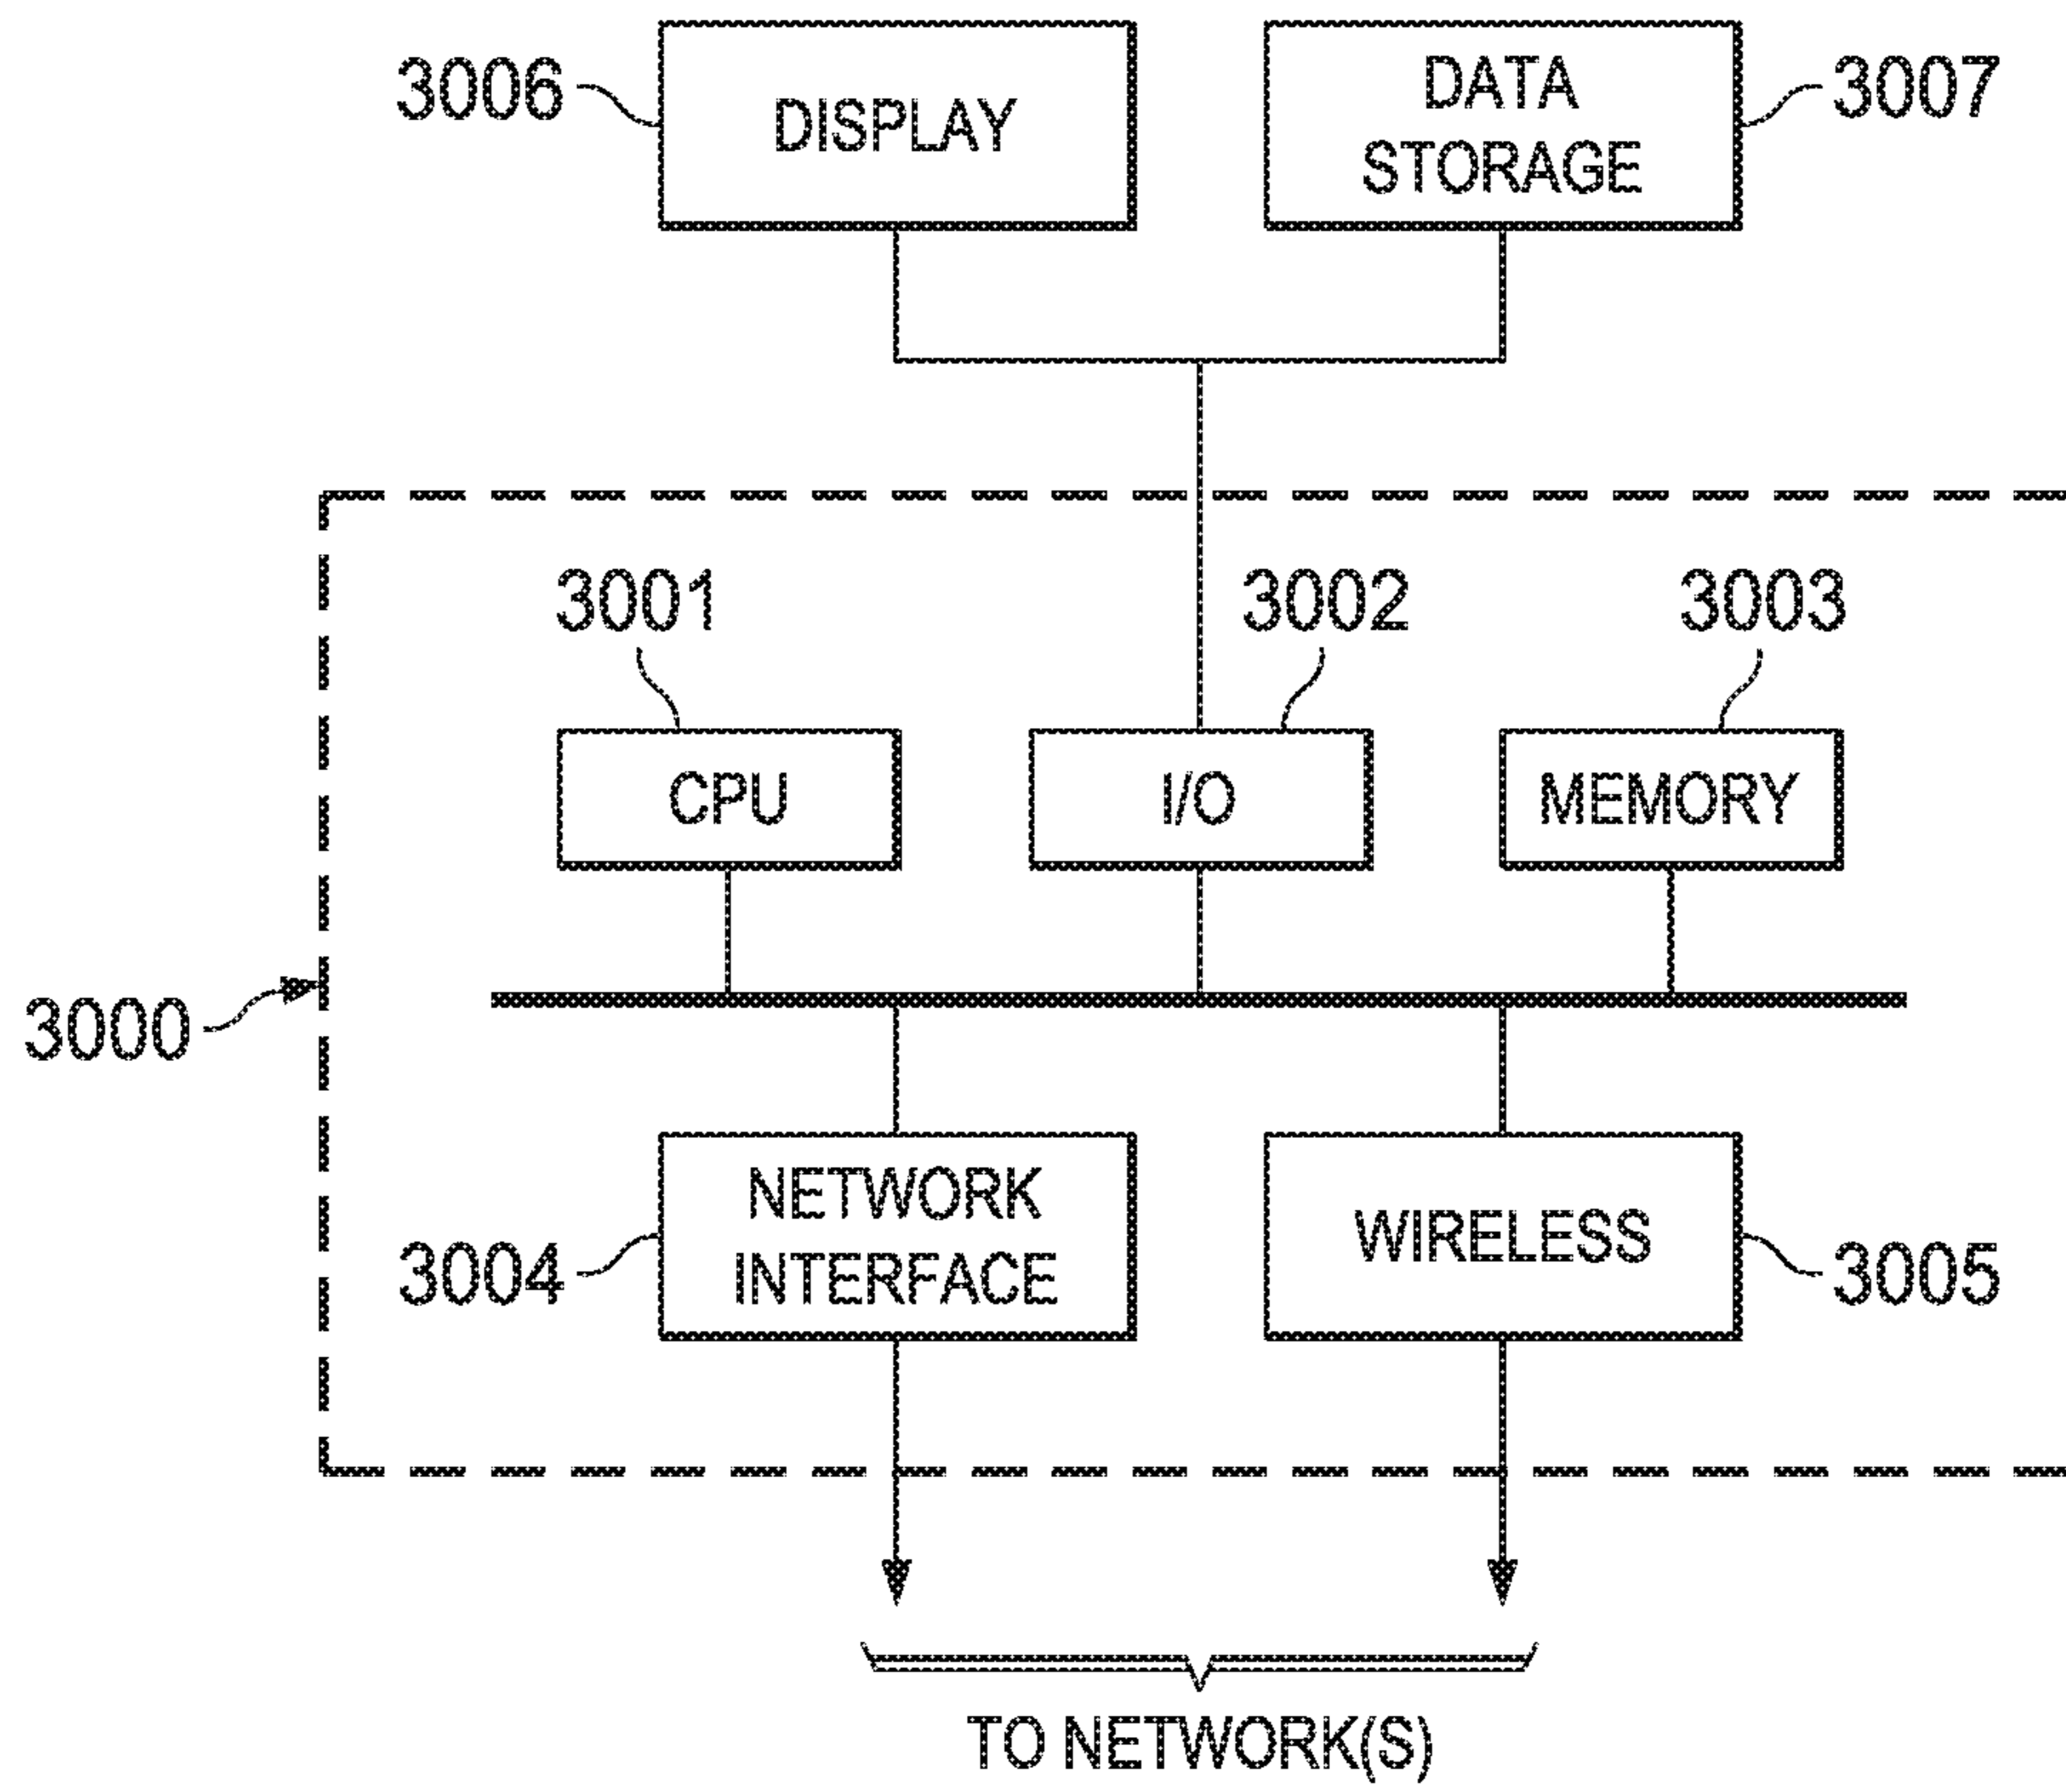 3006
DISPLAY
DATA
STORAGE
3007
3001
3002
3003
CPU
I/O
MEMORY
3000
NETWORK
INTERFACE
3004
WIRELESS
3005
TO NETWORK(S)